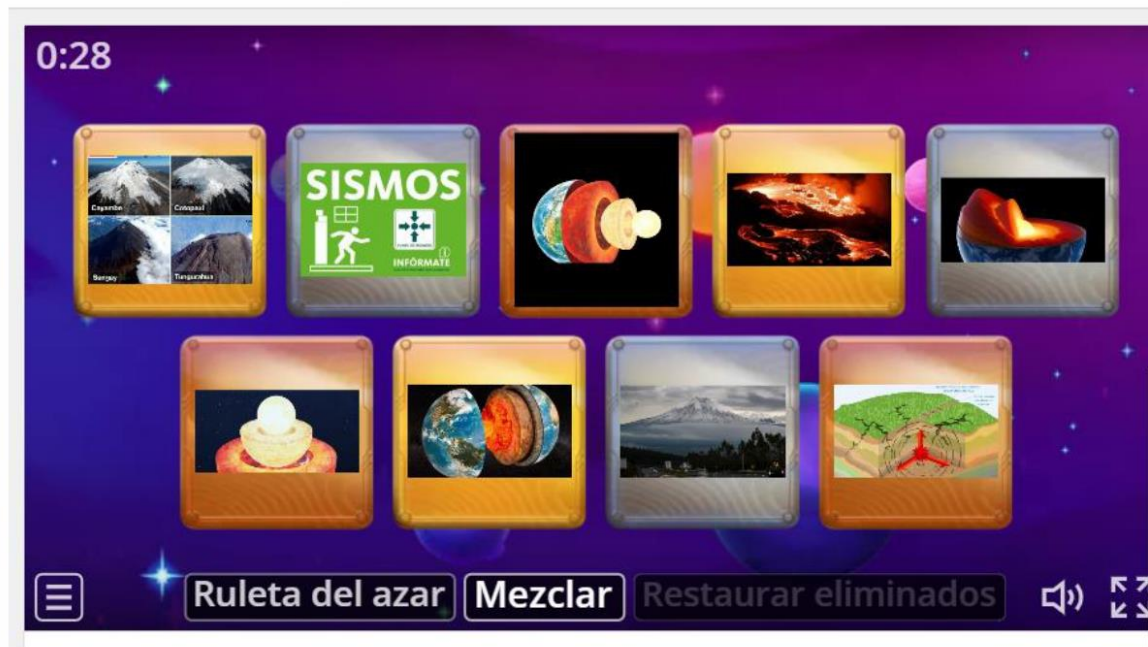 0:28
Cayambe
Cotopaxi
Sangay
Tungurahua
SISMOS
INFÓRMATE
Ruleta del azar
Mezclar
Restaurar eliminados